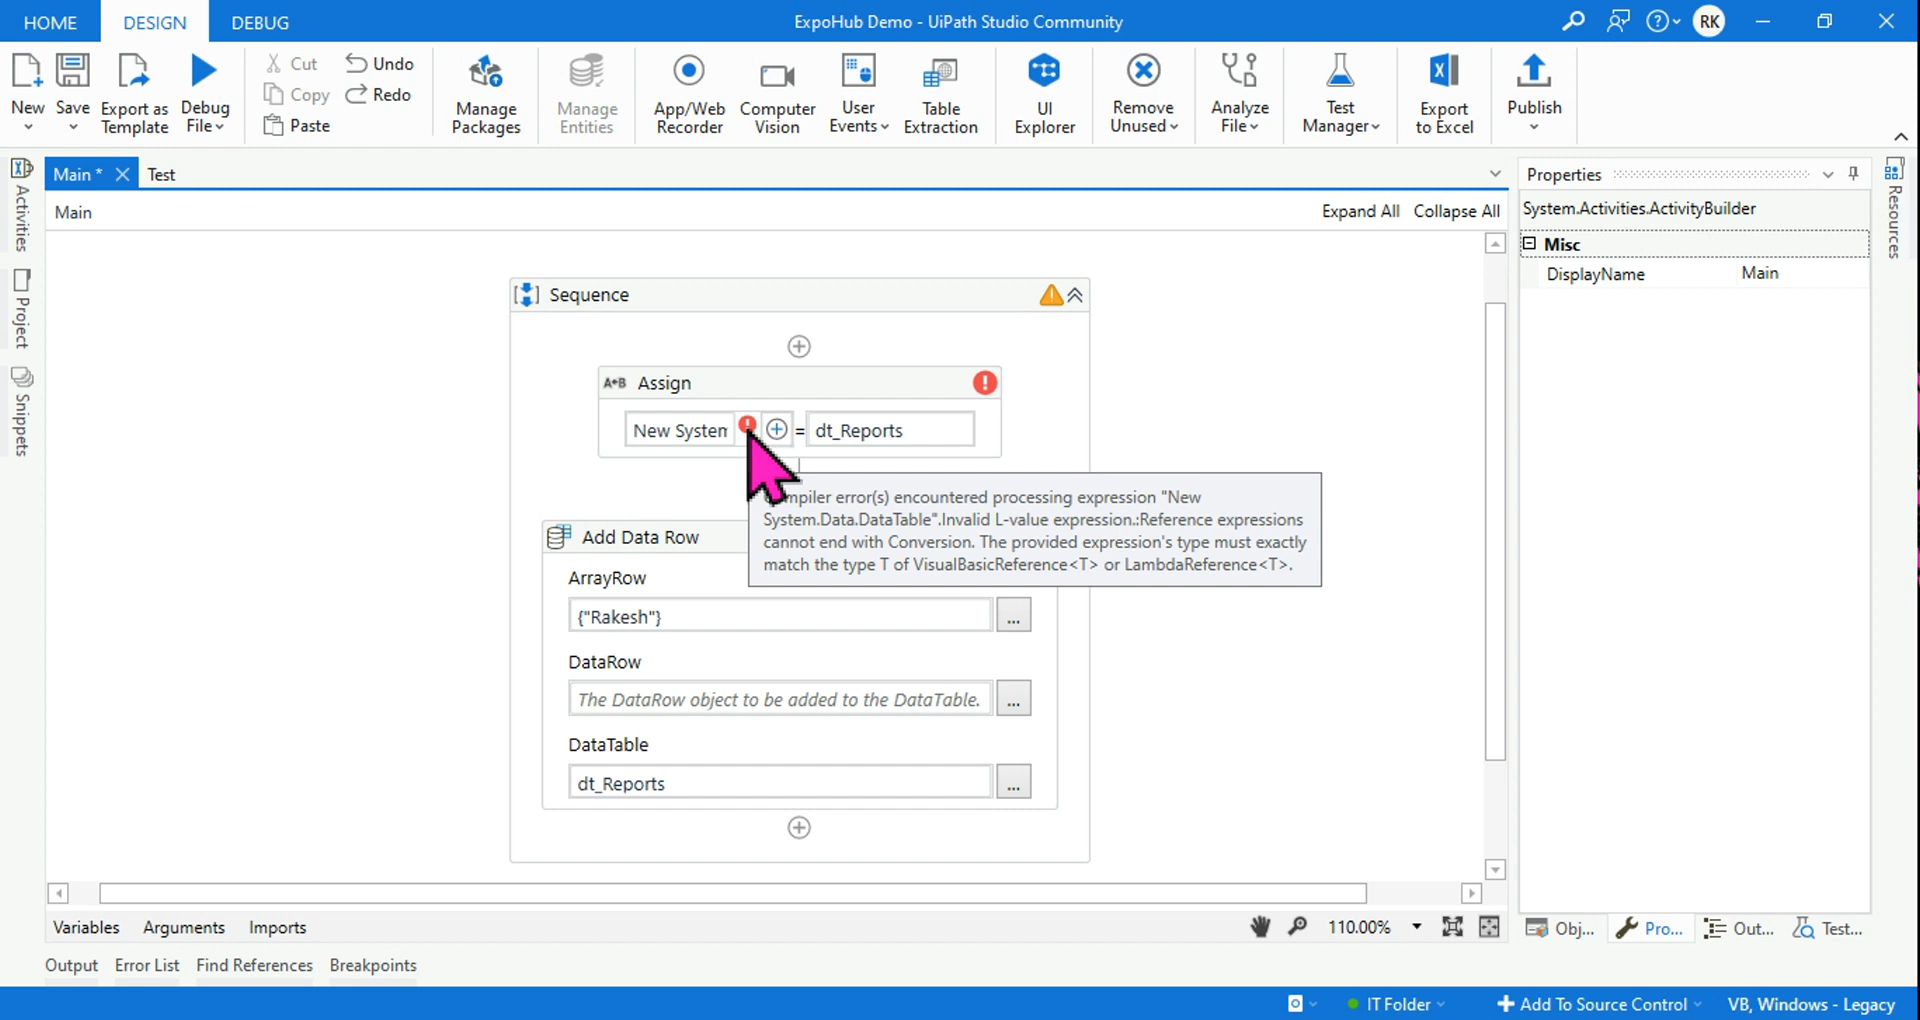 HOME DESIGN DEBUG ExpoHub Demo - UiPath Studio Community RK
Cut Undo
Copy Redo
Paste
New Save Export as Template Debug File
Manage Packages Manage Entities App/Web Recorder Computer Vision User Events Table Extraction UI Explorer Remove Unused Analyze File Test Manager Export to Excel Publish
Activities
Project
Snippets
Main * Test
Main Expand All Collapse All
Sequence
A*B Assign
New System = dt_Reports
mpiler error(s) encountered processing expression "New
System.Data.DataTable".Invalid L-value expression.:Reference expressions
cannot end with Conversion. The provided expression's type must exactly
match the type T of VisualBasicReference<T> or LambdaReference<T>.
Add Data Row
ArrayRow
{"Rakesh"} ...
DataRow
The DataRow object to be added to the DataTable. ...
DataTable
dt_Reports ...
Properties
System.Activities.ActivityBuilder
Misc
DisplayName Main
Resources
Variables Arguments Imports 110.00%
Obj... Pro... Out... Test...
Output Error List Find References Breakpoints
IT Folder Add To Source Control VB, Windows - Legacy